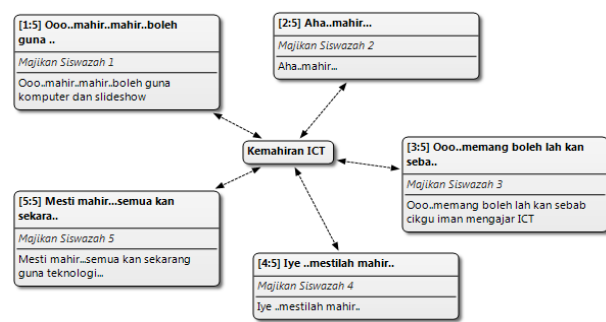 [1:5] Ooo..mahir..mahir..boleh
guna ..
Majikan Siswazah 1
Ooo..mahir..mahir..boleh guna
komputer dan slideshow
[2:5] Aha..mahir...
Majikan Siswazah 2
Aha..mahir...
Kemahiran ICT
[3:5] Ooo..memang boleh lah kan
seba..
Majikan Siswazah 3
Ooo..memang boleh lah kan sebab
cikgu iman mengajar ICT
[5:5] Mesti mahir...semua kan
sekara..
Majikan Siswazah 5
Mesti mahir...semua kan sekarang
guna teknologi...
[4:5] Iye ..mestilah mahir..
Majikan Siswazah 4
Iye ..mestilah mahir..